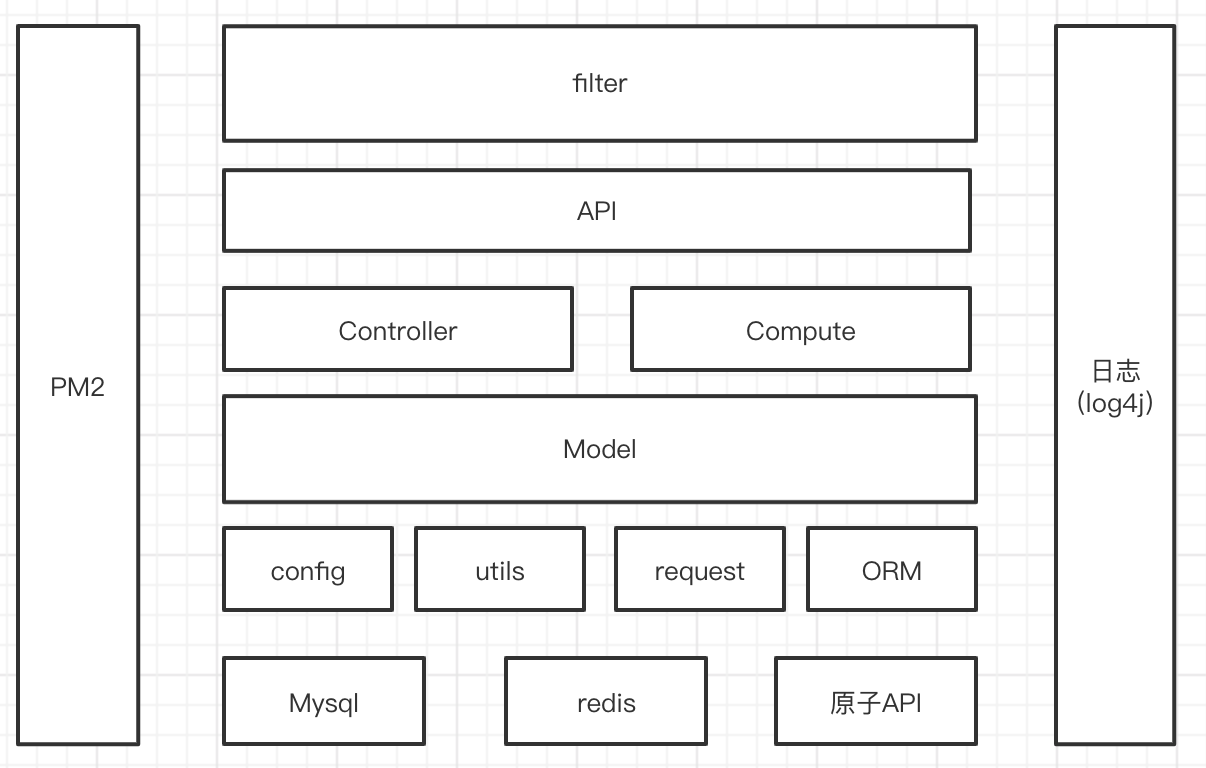 filter
API
Controller
Compute
PM2
日志
(log4j)
Model
config
utils
request
ORM
Mysql
redis
原子API